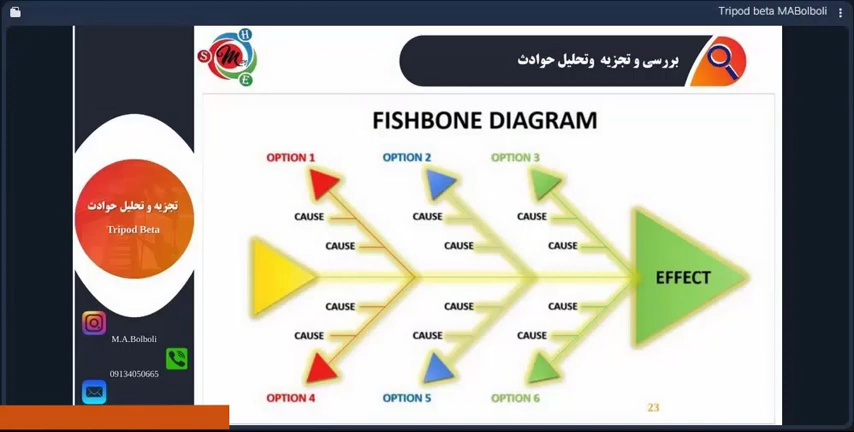 Tripod beta MABolboli
S
H
E
M
بررسی و تجزیه وتحلیل حوادث
FISHBONE DIAGRAM
OPTION 1
OPTION 2
OPTION 3
CAUSE CAUSE CAUSE
CAUSE CAUSE CAUSE
EFFECT
CAUSE CAUSE CAUSE
CAUSE CAUSE CAUSE
OPTION 4
OPTION 5
OPTION 6
23
تجزیه و تحلیل حوادث
Tripod Beta
M.A.Bolboli
09134050665